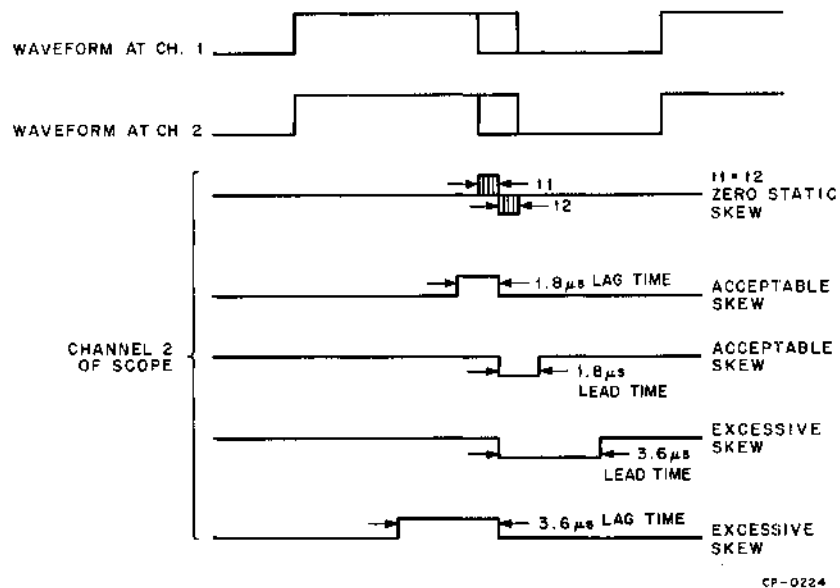 WAVEFORM AT CH. 1
WAVEFORM AT CH 2
t1
t2
t1 = t2
ZERO STATIC
SKEW
1.8µs LAG TIME
ACCEPTABLE
SKEW
CHANNEL 2
OF SCOPE
1.8µs
LEAD TIME
ACCEPTABLE
SKEW
3.6µs
LEAD TIME
EXCESSIVE
SKEW
3.6µs LAG TIME
EXCESSIVE
SKEW
CP-0224